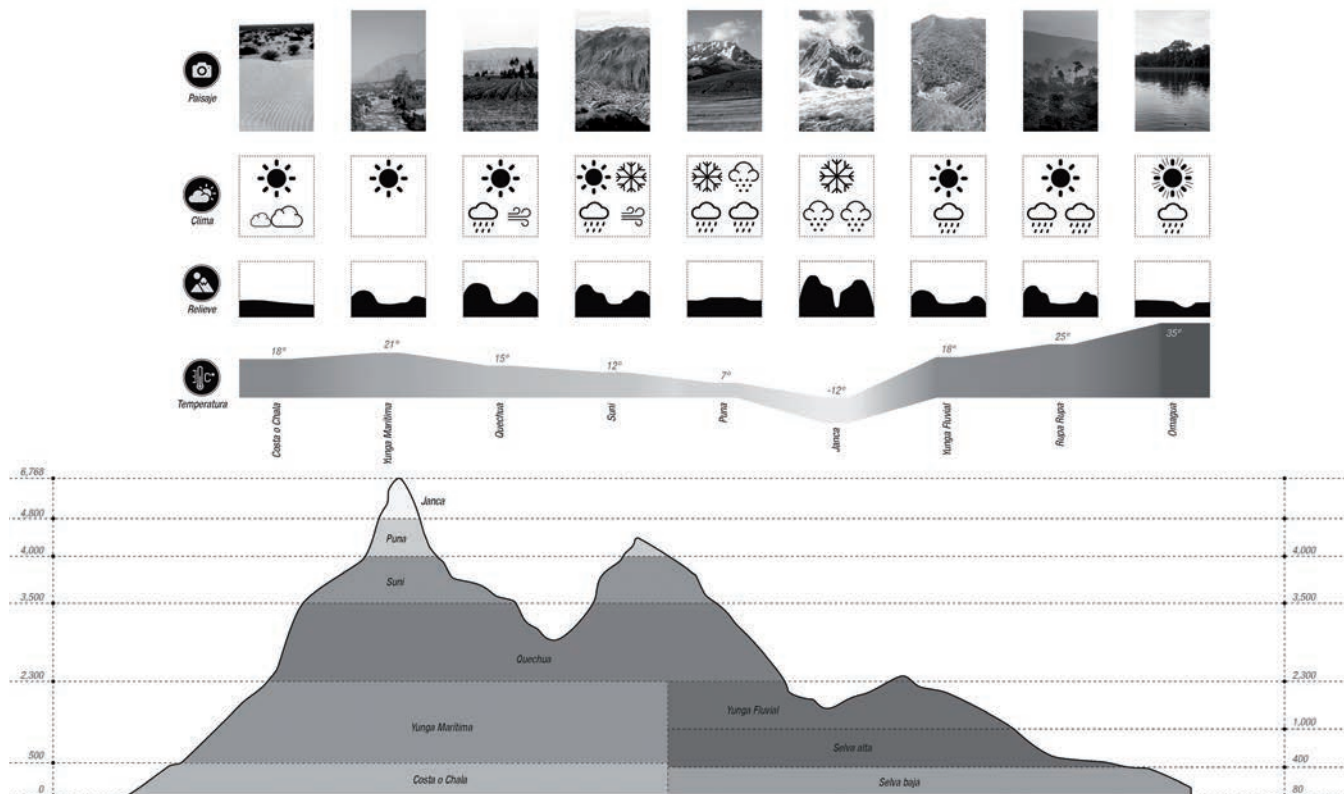 Paisaje
Clima
Relieve
18°
21°
15°
12°
7°
-12°
18°
25°
35°
Temperatura
Costa o Chala
Yunga Marítima
Quechua
Suni
Puna
Janca
Yunga Fluvial
Rupa Rupa
Omagua
6,768
Janca
4,800
Puna
4,000
4,000
Suni
3,500
3,500
Quechua
2,300
2,300
Yunga Fluvial
Yunga Marítima
1,000
Selva alta
500
400
Costa o Chala
Selva baja
0
80
C°